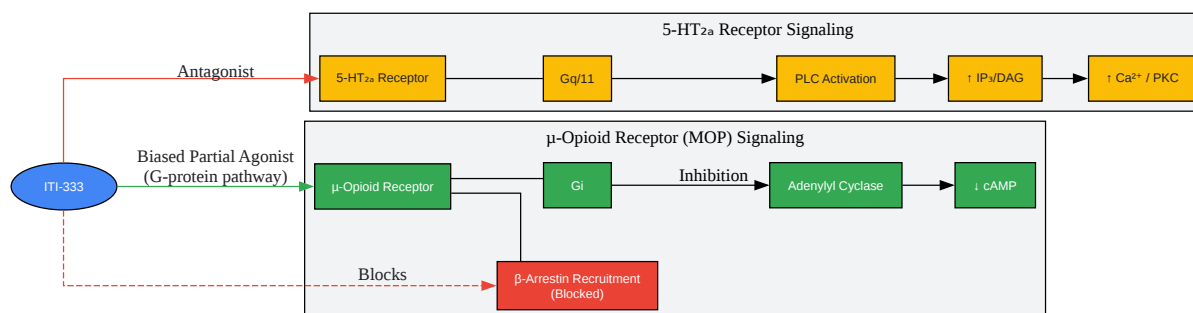 5-HT₂ₐ Receptor Signaling
Antagonist
5-HT₂ₐ Receptor
Gq/11
PLC Activation
↑ IP₃/DAG
↑ Ca²⁺ / PKC
µ-Opioid Receptor (MOP) Signaling
Biased Partial Agonist
(G-protein pathway)
ITI-333
µ-Opioid Receptor
Gi
Inhibition
Adenylyl Cyclase
↓ cAMP
Blocks
β-Arrestin Recruitment
(Blocked)